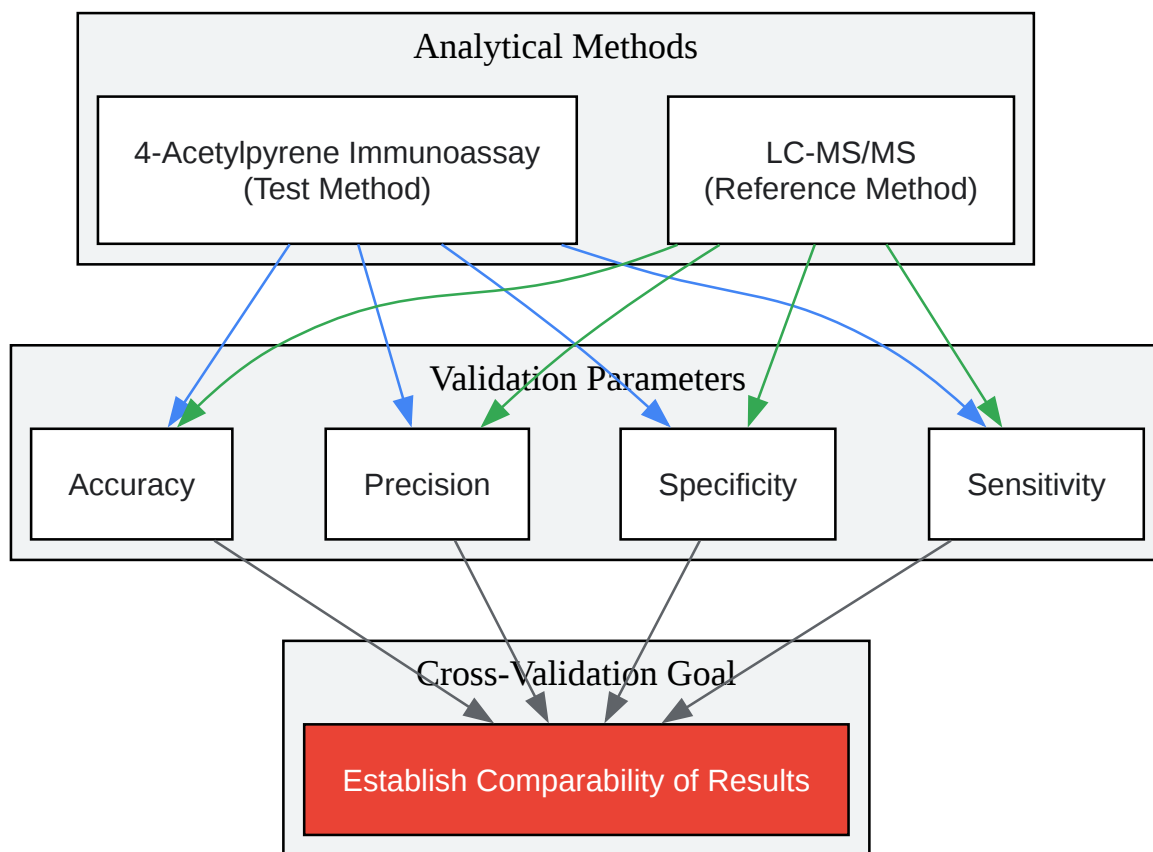 Analytical Methods
4-Acetylpyrene Immunoassay
(Test Method)
LC-MS/MS
(Reference Method)
Validation Parameters
Accuracy
Precision
Specificity
Sensitivity
Cross-Validation Goal
Establish Comparability of Results